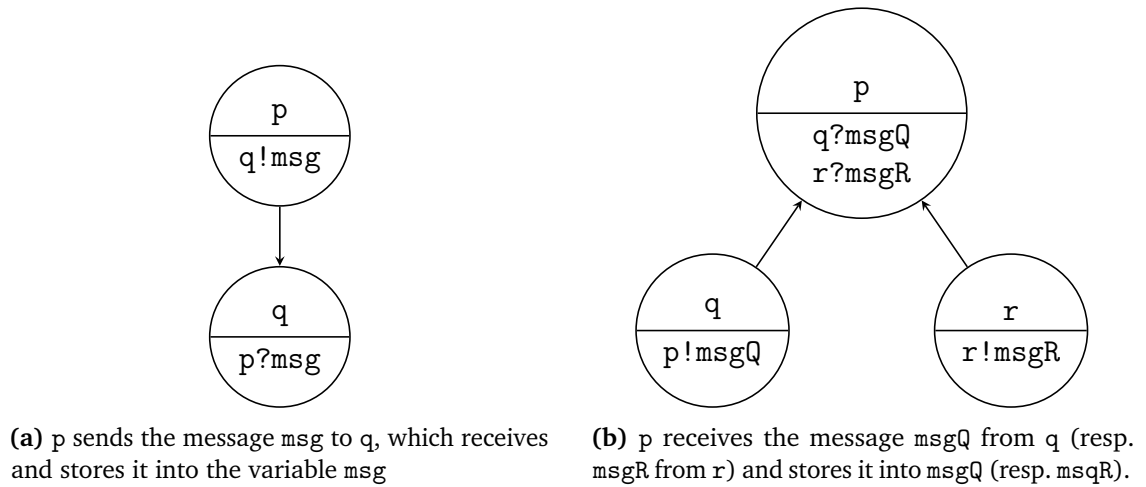 p
q!msg
q
p?msg
p
q?msgQ
r?msgR
q
p!msgQ
r
r!msgR
(a) p sends the message msg to q, which receives
and stores it into the variable msg
(b) p receives the message msgQ from q (resp.
msgR from r) and stores it into msgQ (resp. msqR).